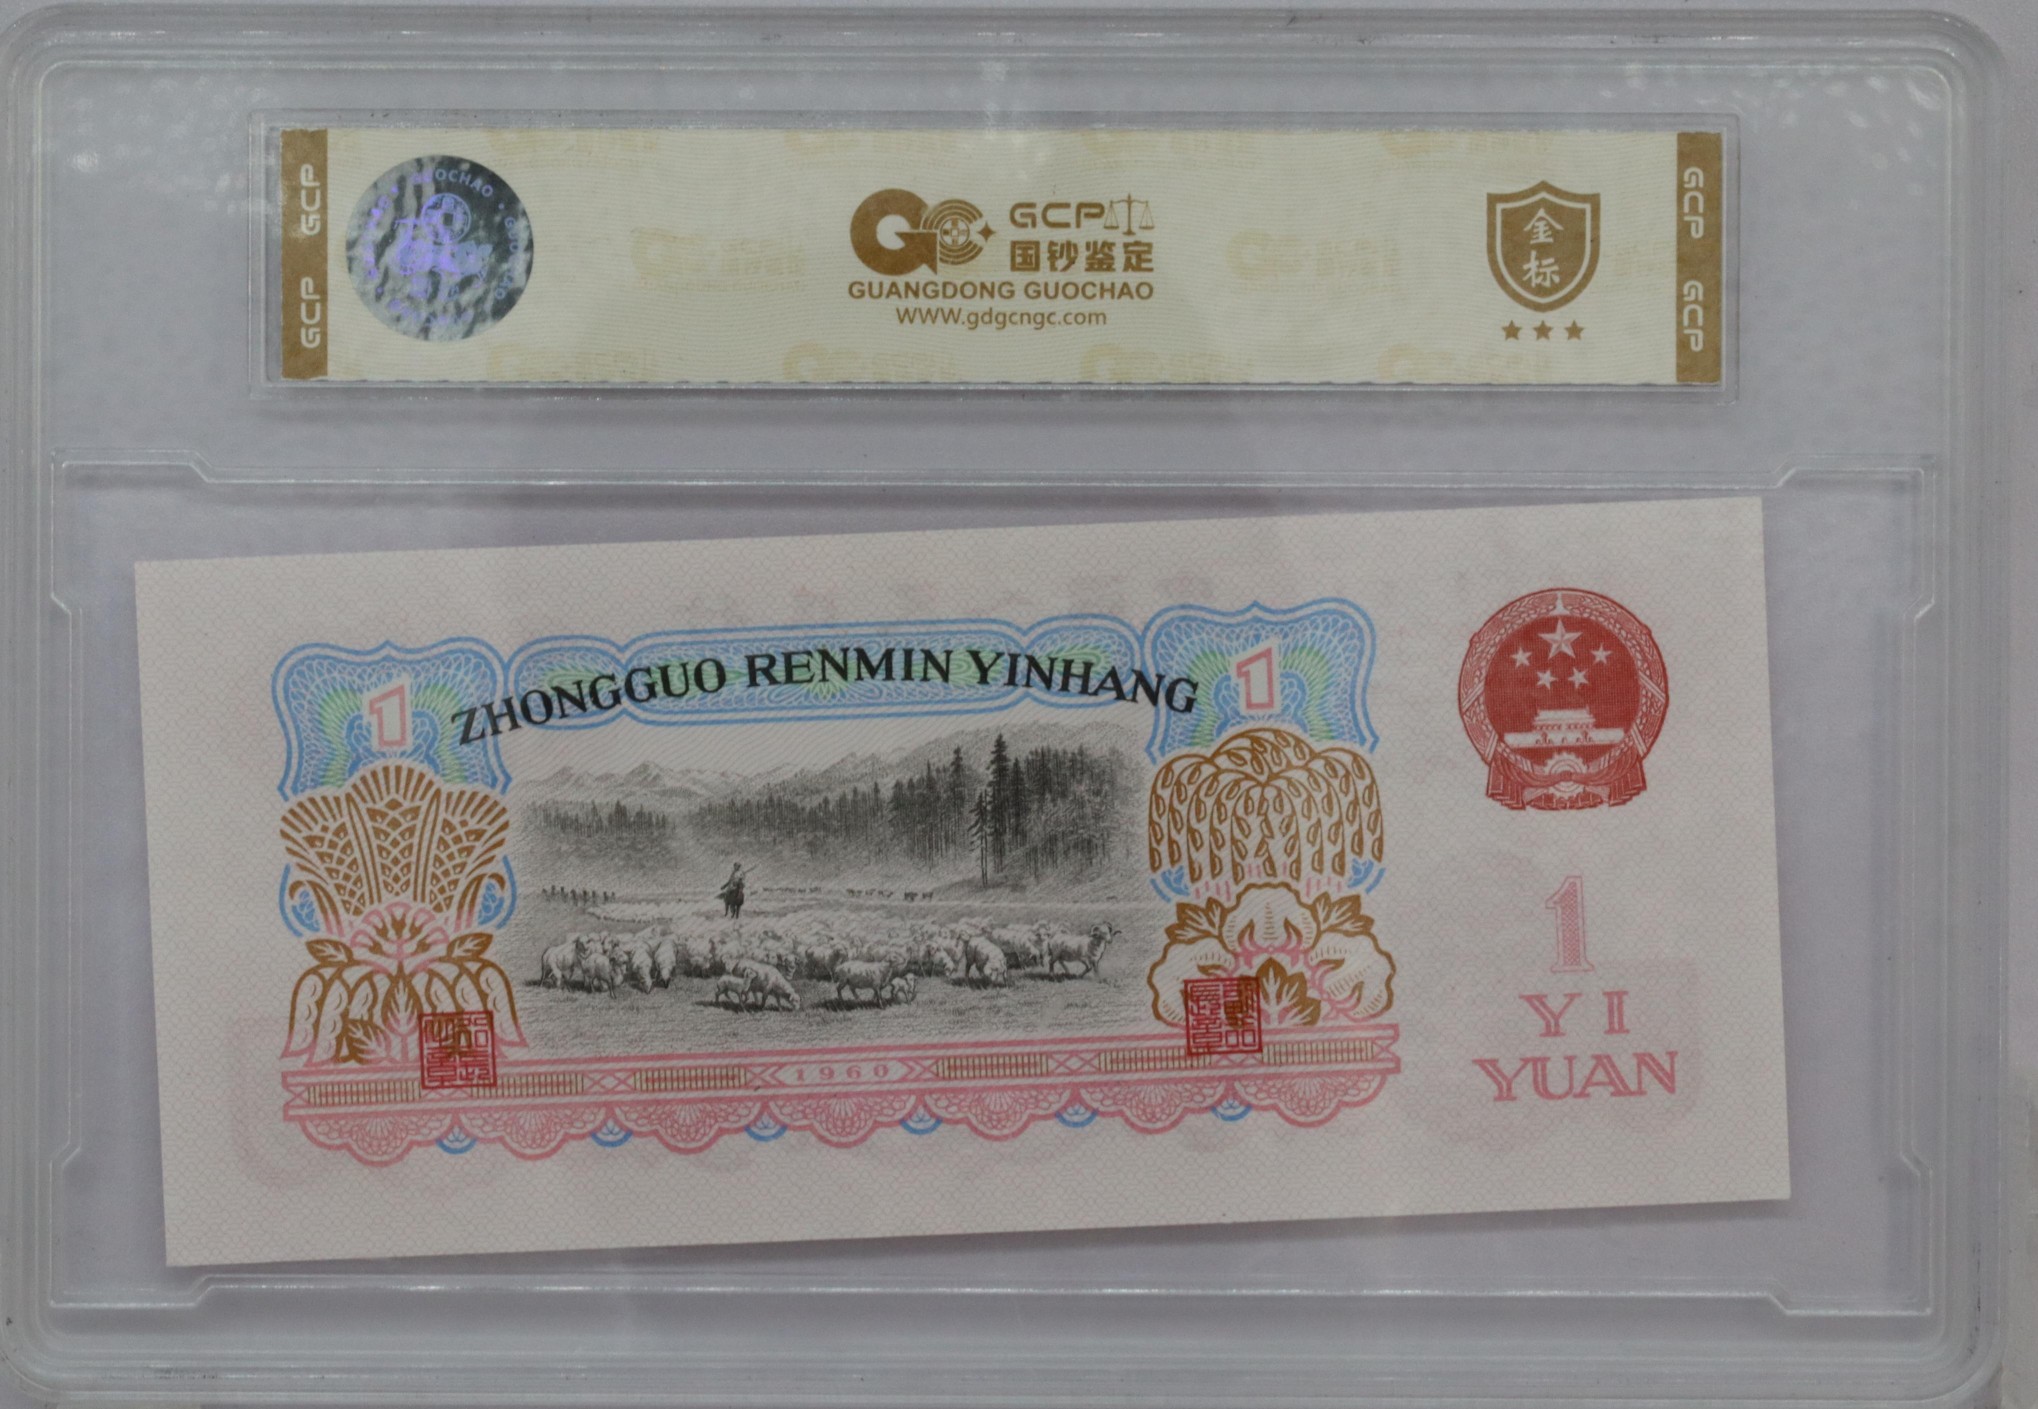 GCP GCP
GUOCHAO
GCP
国钞鉴定
GUANGDONG GUOCHAO
WWW.gdgcngc.com
金
标
GCP GCP
ZHONGGUO RENMIN YINHANG
1
1
1960
1
YI
YUAN